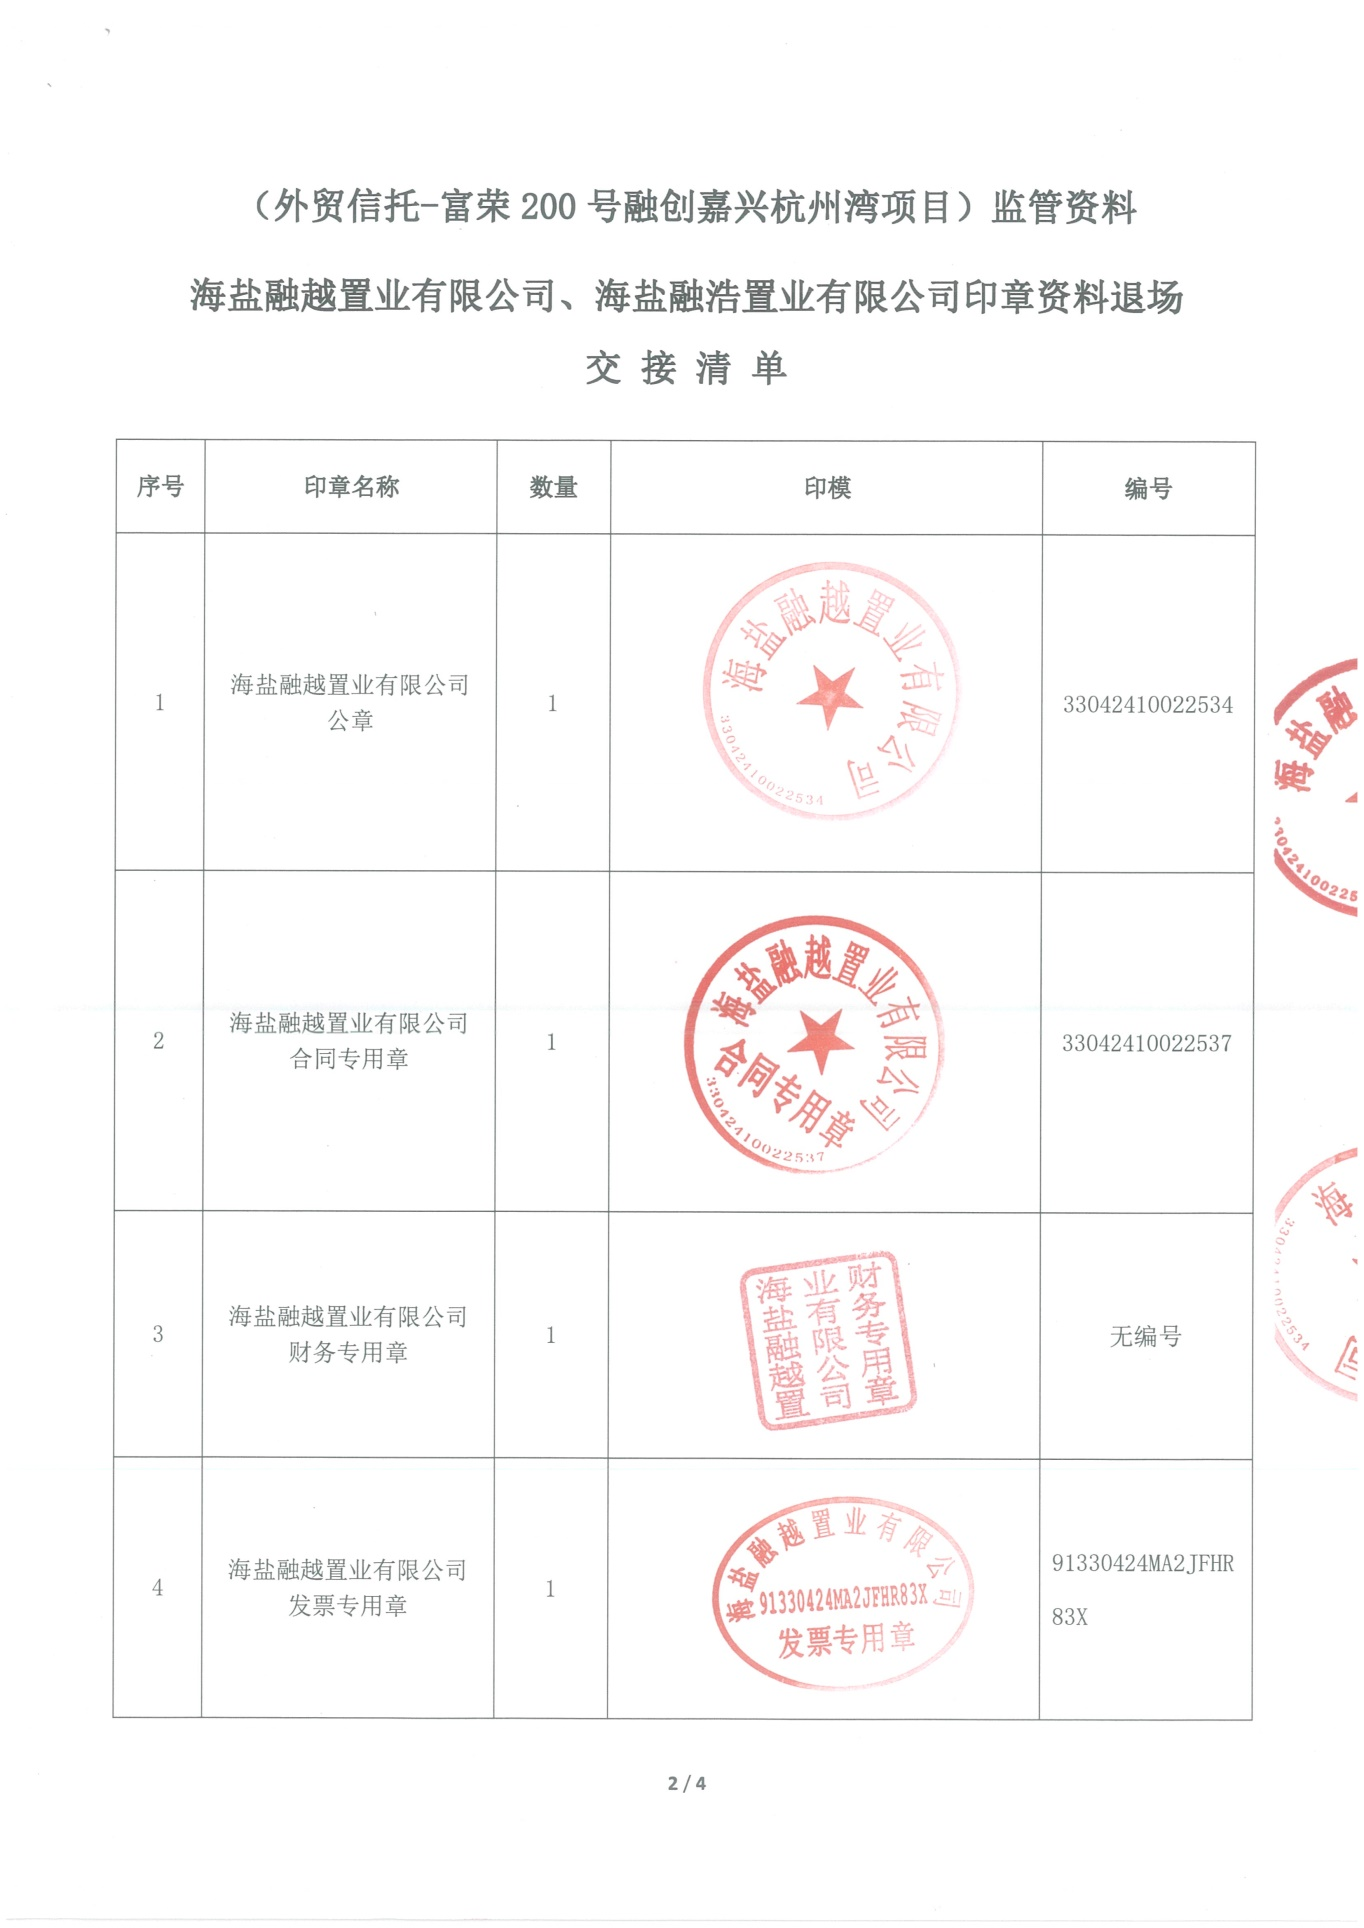 （外贸信托-富荣 200 号融创嘉兴杭州湾项目）监管资料
海盐融越置业有限公司、海盐融浩置业有限公司印章资料退场
交 接 清 单
序号 印章名称 数量 印模 编号
1
海盐融越置业有限公司
公章
1
海盐融越置业有限公司
33042410022534
33042410022534
2
海盐融越置业有限公司
合同专用章
1
海盐融越置业有限公司
合同专用章
33042410022537
33042410022537
3
海盐融越置业有限公司
财务专用章
1
海盐融越置
业有限公司
财务专用章
无编号
4
海盐融越置业有限公司
发票专用章
1
海盐融越置业有限公司
91330424MA2JFHR83X
发票专用章
91330424MA2JFHR
83X
海盐融
0424100225
海
司
2 / 4